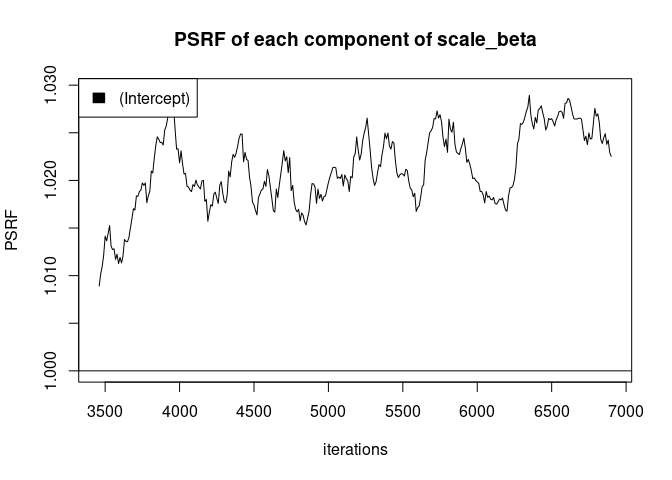 PSRF of each component of scale_beta
(Intercept)
PSRF
1.030
1.020
1.010
1.000
3500 4000 4500 5000 5500 6000 6500 7000
iterations